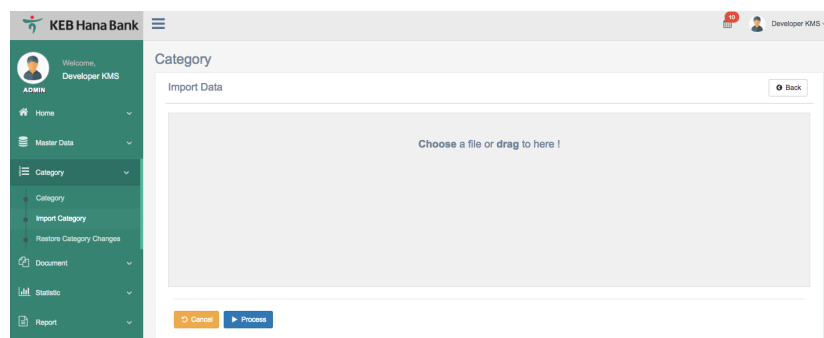 KEB Hana Bank
10
Developer KMS
Welcome,
Developer KMS
ADMIN
Home
Master Data
Category
Category
Import Category
Restore Category Changes
Document
Statistic
Report
Category
Import Data
Back
Choose a file or drag to here !
Cancel
Process